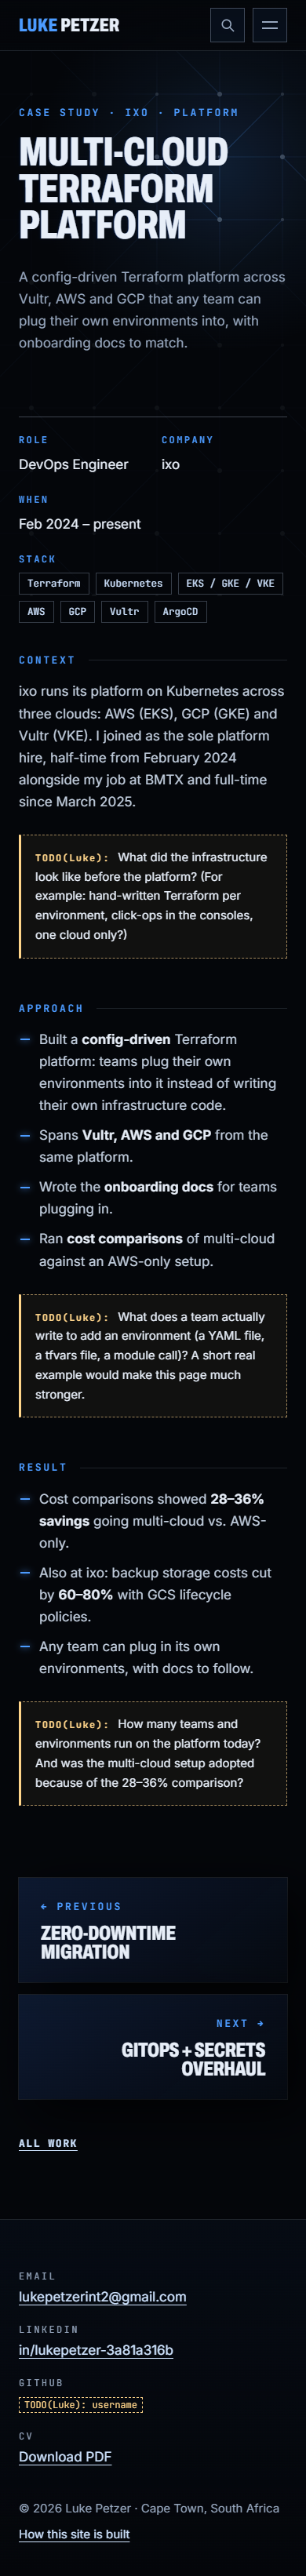 LUKE PETZER
CASE STUDY · IXO · PLATFORM
MULTI-CLOUD
TERRAFORM
PLATFORM
A config-driven Terraform platform across
Vultr, AWS and GCP that any team can
plug their own environments into, with
onboarding docs to match.
ROLE
DevOps Engineer
COMPANY
ixo
WHEN
Feb 2024 – present
STACK
Terraform Kubernetes EKS / GKE / VKE
AWS GCP Vultr ArgoCD
CONTEXT
ixo runs its platform on Kubernetes across
three clouds: AWS (EKS), GCP (GKE) and
Vultr (VKE). I joined as the sole platform
hire, half-time from February 2024
alongside my job at BMTX and full-time
since March 2025.
TODO(Luke): What did the infrastructure
look like before the platform? (For
example: hand-written Terraform per
environment, click-ops in the consoles,
one cloud only?)
APPROACH
— Built a config-driven Terraform
platform: teams plug their own
environments into it instead of writing
their own infrastructure code.
— Spans Vultr, AWS and GCP from the
same platform.
— Wrote the onboarding docs for teams
plugging in.
— Ran cost comparisons of multi-cloud
against an AWS-only setup.
TODO(Luke): What does a team actually
write to add an environment (a YAML file,
a tfvars file, a module call)? A short real
example would make this page much
stronger.
RESULT
— Cost comparisons showed 28–36%
savings going multi-cloud vs. AWS-
only.
— Also at ixo: backup storage costs cut
by 60–80% with GCS lifecycle
policies.
— Any team can plug in its own
environments, with docs to follow.
TODO(Luke): How many teams and
environments run on the platform today?
And was the multi-cloud setup adopted
because of the 28–36% comparison?
← PREVIOUS
ZERO-DOWNTIME
MIGRATION
NEXT →
GITOPS + SECRETS
OVERHAUL
ALL WORK
EMAIL
lukepetzerint2@gmail.com
LINKEDIN
in/lukepetzer-3a81a316b
GITHUB
TODO(Luke): username
CV
Download PDF
© 2026 Luke Petzer · Cape Town, South Africa
How this site is built